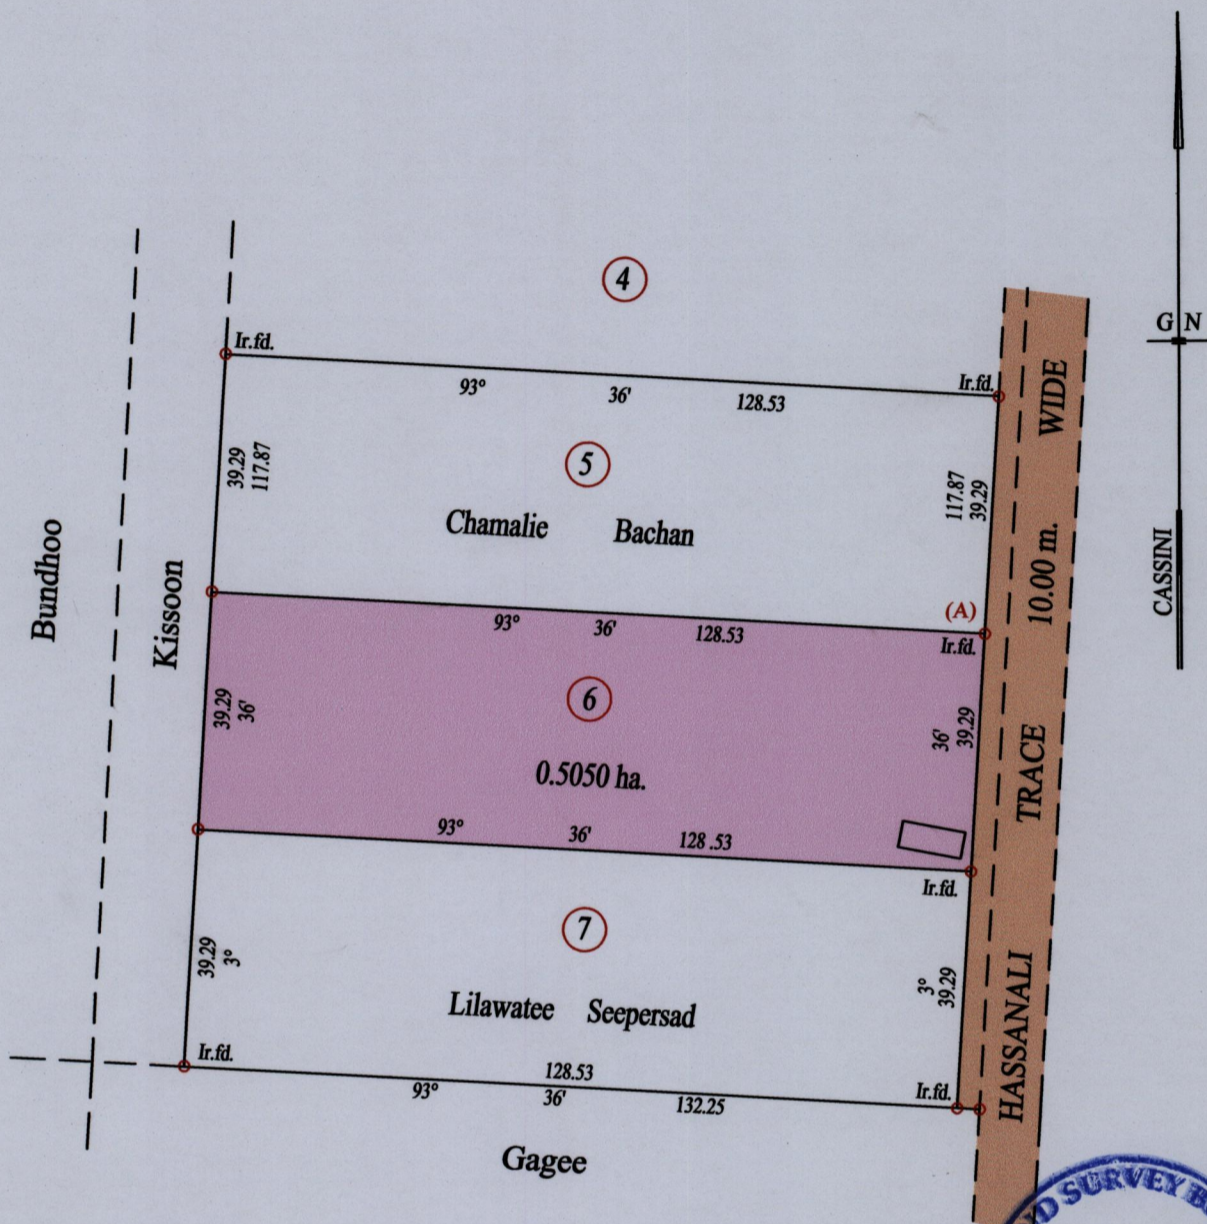 4
G N
Ir.fd.
Ir.fd.
93° 36' 128.53
WIDE
39.29
117.87
5
117.87
39.29
Chamalie Bachan
10.00 m.
CASSINI
Bundhoo
Kissoon
(A)
93° 36' 128.53
Ir.fd.
39.29
36'
6
36'
39.29
0.5050 ha.
TRACE
93° 36' 128.53
Ir.fd.
7
39.29
3°
3°
39.29
Lilawatee Seepersad
HASSANALI
Ir.fd.
128.53
93° 36' 132.25
Ir.fd.
Gagee
SURVEY